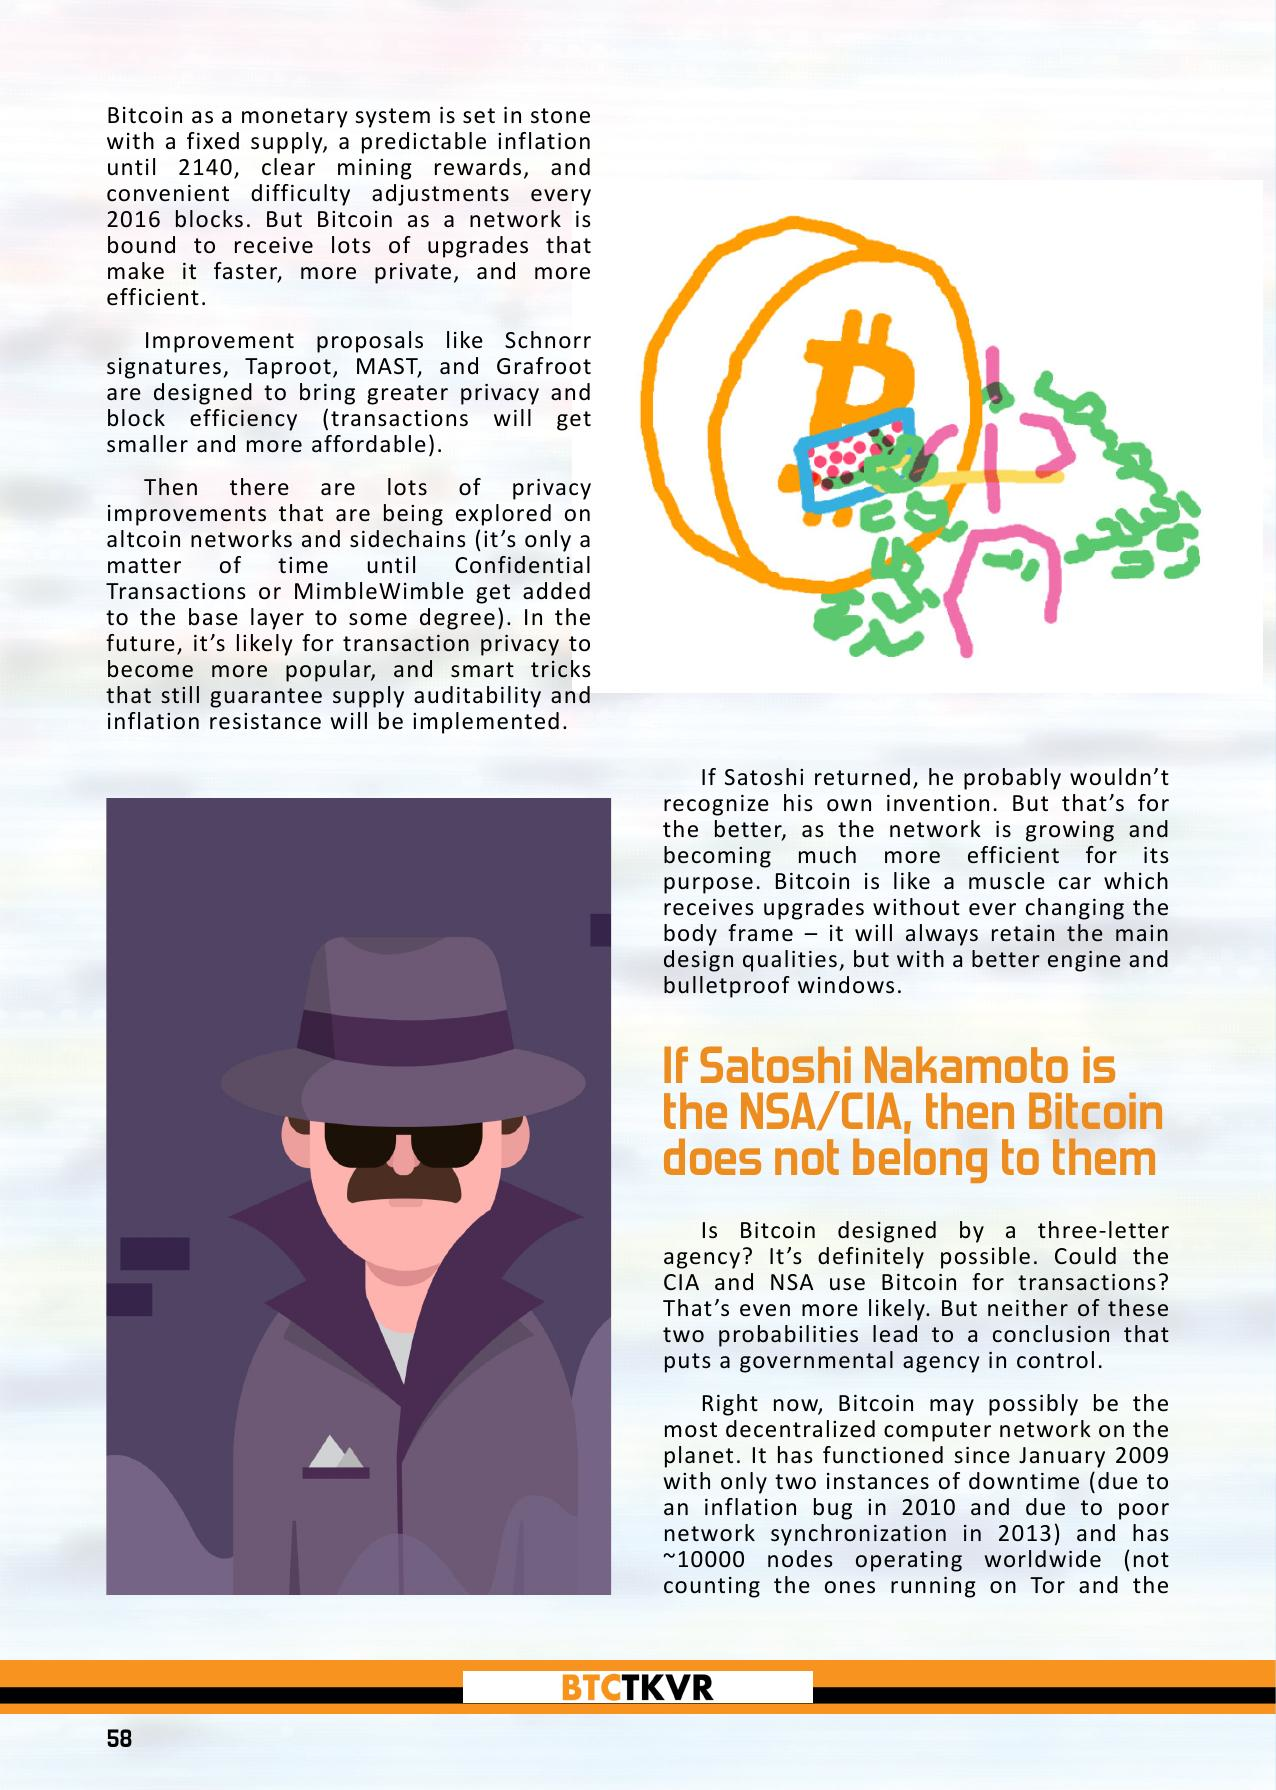 Bitcoin as a monetary system is set in stone
with a fixed supply, a predictable inflation
until 2140, clear mining rewards, and
convenient difficulty adjustments every
2016 blocks. But Bitcoin as a network is
bound to receive lots of upgrades that
make it faster, more private, and more
efficient.
Improvement proposals like Schnorr
signatures, Taproot, MAST, and Grafroot
are designed to bring greater privacy and
block efficiency (transactions will get
smaller and more affordable).
Then there are lots of privacy
improvements that are being explored on
altcoin networks and sidechains (it’s only a
matter of time until Confidential
Transactions or MimbleWimble get added
to the base layer to some degree). In the
future, it’s likely for transaction privacy to
become more popular, and smart tricks
that still guarantee supply auditability and
inflation resistance will be implemented.
If Satoshi returned, he probably wouldn’t
recognize his own invention. But that’s for
the better, as the network is growing and
becoming much more efficient for its
purpose. Bitcoin is like a muscle car which
receives upgrades without ever changing the
body frame – it will always retain the main
design qualities, but with a better engine and
bulletproof windows.
If Satoshi Nakamoto is
the NSA/CIA, then Bitcoin
does not belong to them
Is Bitcoin designed by a three-letter
agency? It’s definitely possible. Could the
CIA and NSA use Bitcoin for transactions?
That’s even more likely. But neither of these
two probabilities lead to a conclusion that
puts a governmental agency in control.
Right now, Bitcoin may possibly be the
most decentralized computer network on the
planet. It has functioned since January 2009
with only two instances of downtime (due to
an inflation bug in 2010 and due to poor
network synchronization in 2013) and has
~10000 nodes operating worldwide (not
counting the ones running on Tor and the
BTCTKVR
58